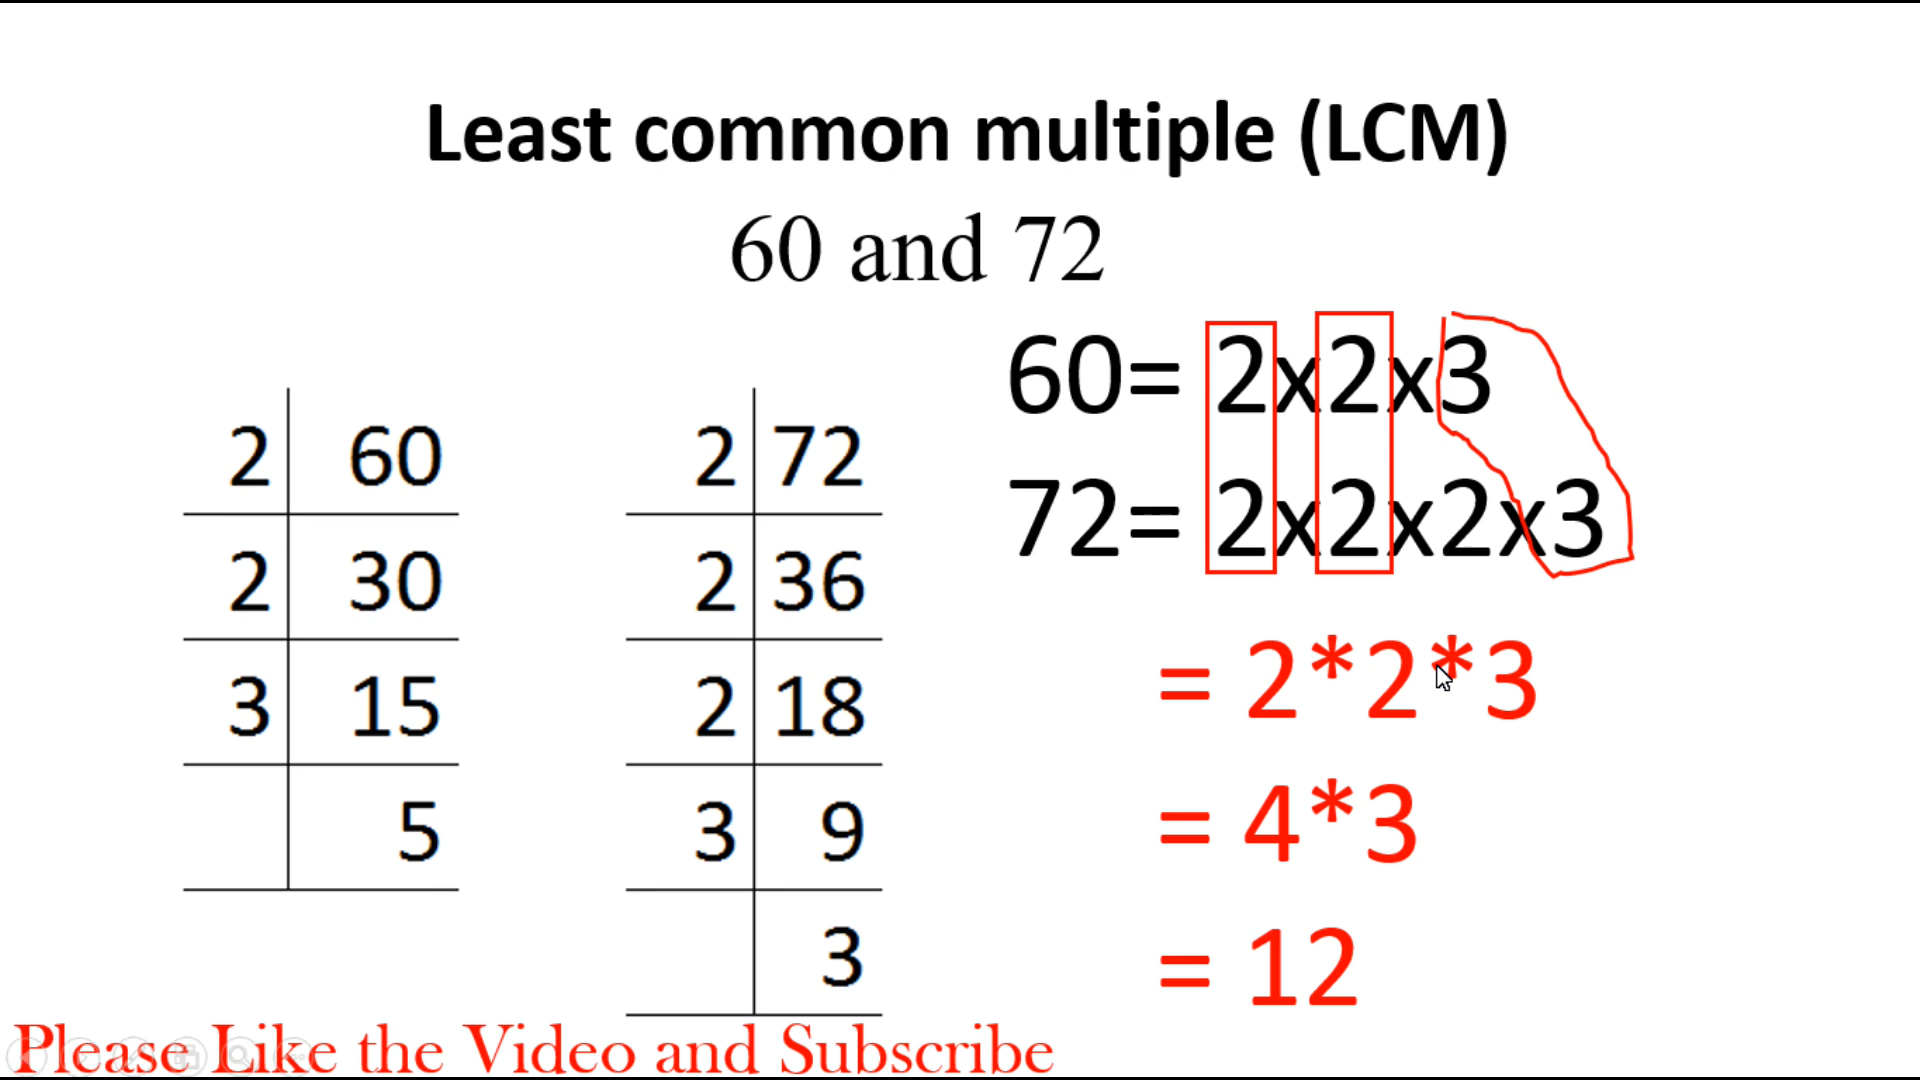 Least common multiple (LCM)
60 and 72
2 60
2 30
3 15
5
2 72
2 36
2 18
3 9
3
60= 2x2x3
72= 2x2x2x3
= 2*2*3
= 4*3
= 12
Please Like the Video and Subscribe